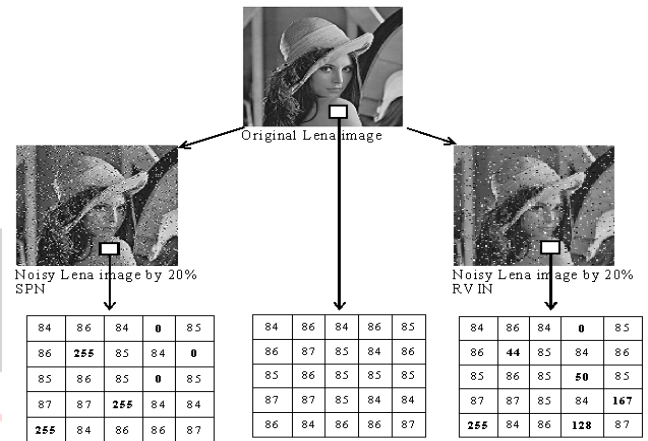 Original Lena image
Noisy Lena image by 20%
SPN
Noisy Lena image by 20%
RVIN
84 86 84 0 85
86 255 85 84 0
85 86 85 0 85
87 87 255 84 84
255 84 86 86 87
84 86 84 86 85
86 87 85 84 86
85 86 85 85 85
87 87 85 84 84
86 84 86 86 87
84 86 84 0 85
86 44 85 84 86
85 86 85 50 85
87 87 85 84 167
255 84 86 128 87